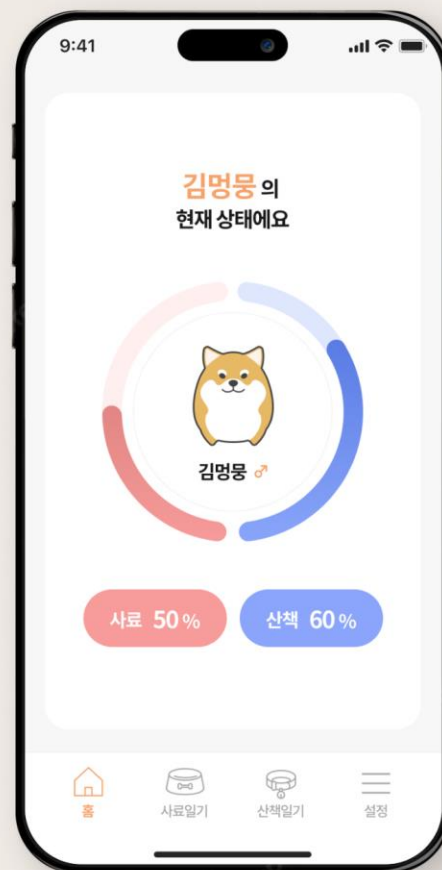 9:41
김멍뭉 의
현재 상태에요
김멍뭉 ♂
사료 50 %
산책 60 %
홈
사료일기
산책일기
설정